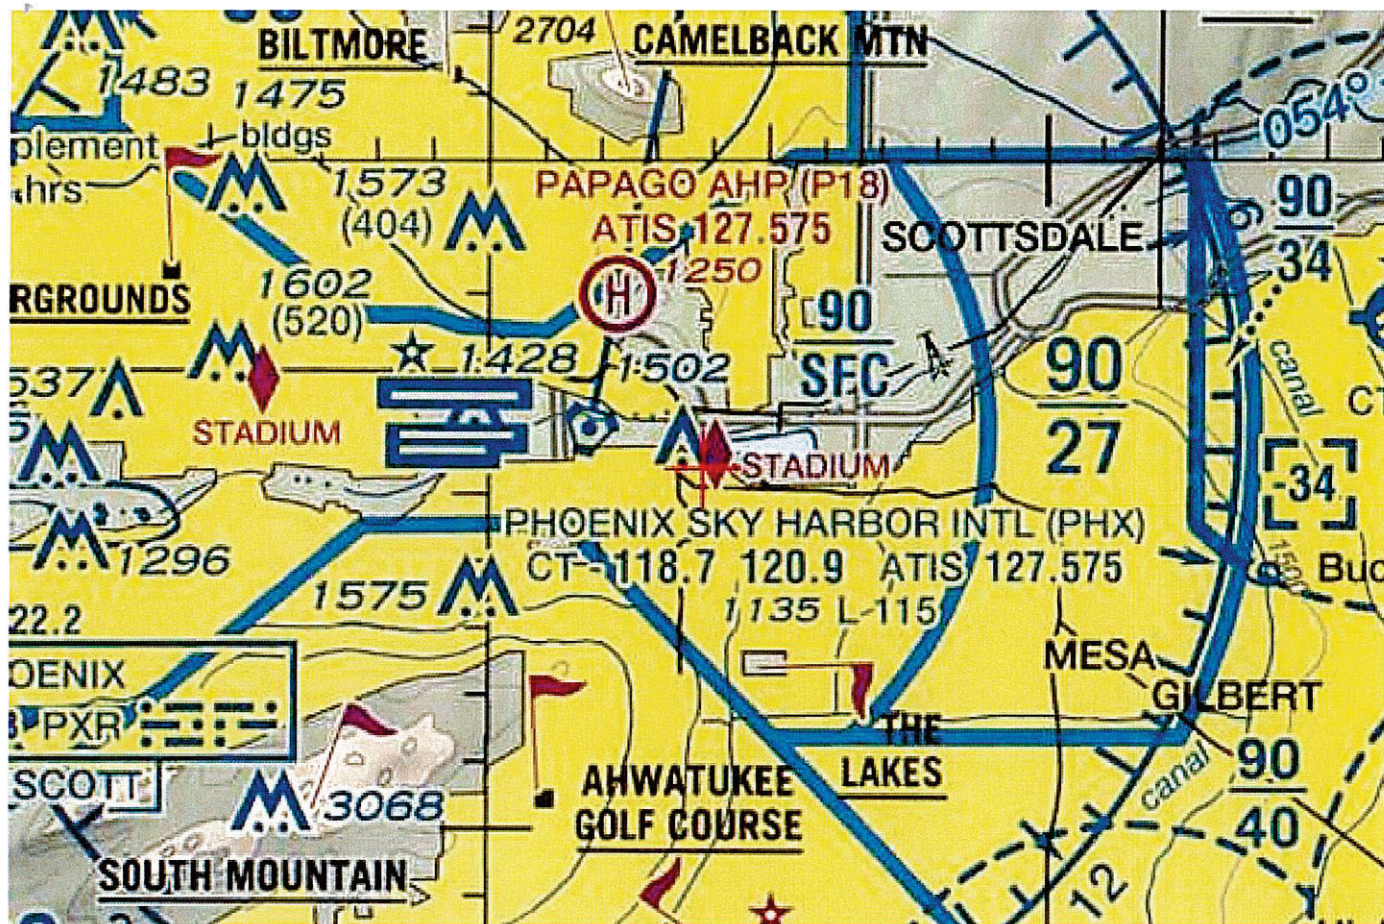 BILTMORE
2704
CAMELBACK MTN
1483
1475
bldgs
054°
plement
hrs
1573
(404)
PAPAGO AHP (P18)
ATIS 127.575
1250
SCOTTSDALE
90
34
RGROUNDS
1602
(520)
H
90
SFC
1428
1502
90
27
537
STADIUM
canal
STADIUM
34
PHOENIX SKY HARBOR INTL (PHX)
CT - 118.7 120.9 ATIS 127.575
1135 L 115
1296
1575
22.2
OENIX
PXR
MESA
GILBERT
THE
LAKES
SCOTT
3068
AHWATUKEE
GOLF COURSE
canal
90
40
SOUTH MOUNTAIN
12